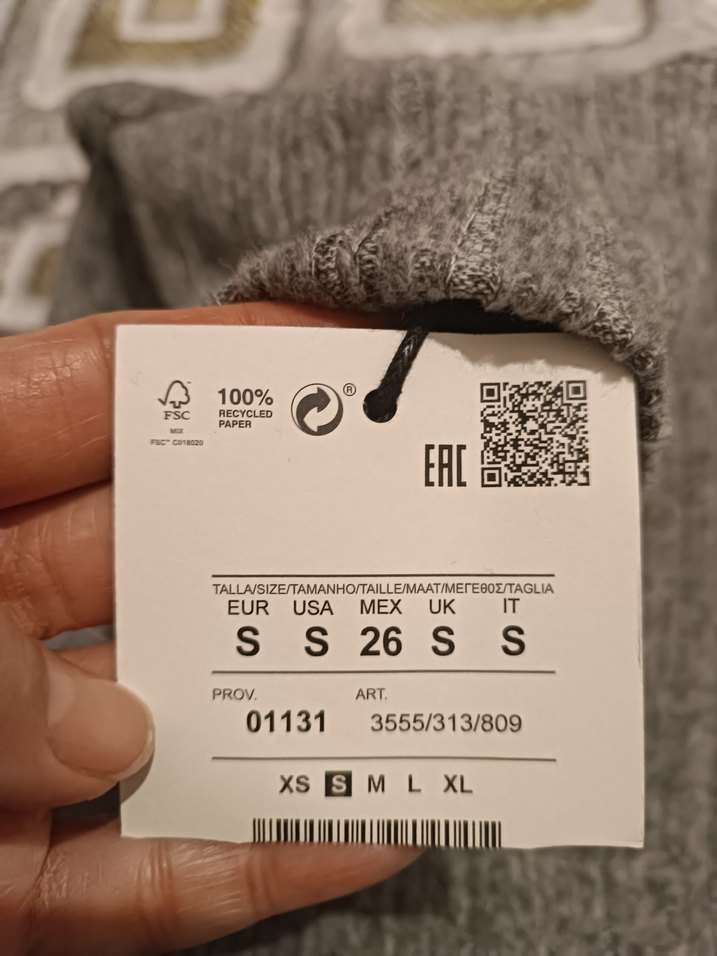 FSC
MIX
FSC™ C018020
100%
RECYCLED
PAPER
®
EAC
TALLA/SIZE/TAMANHO/TAILLE/MAAT/ΜΕΓΕθΟΣ/TAGLIA
EUR USA MEX UK IT
S S 26 S S
PROV. ART.
01131 3555/313/809
XS S M L XL